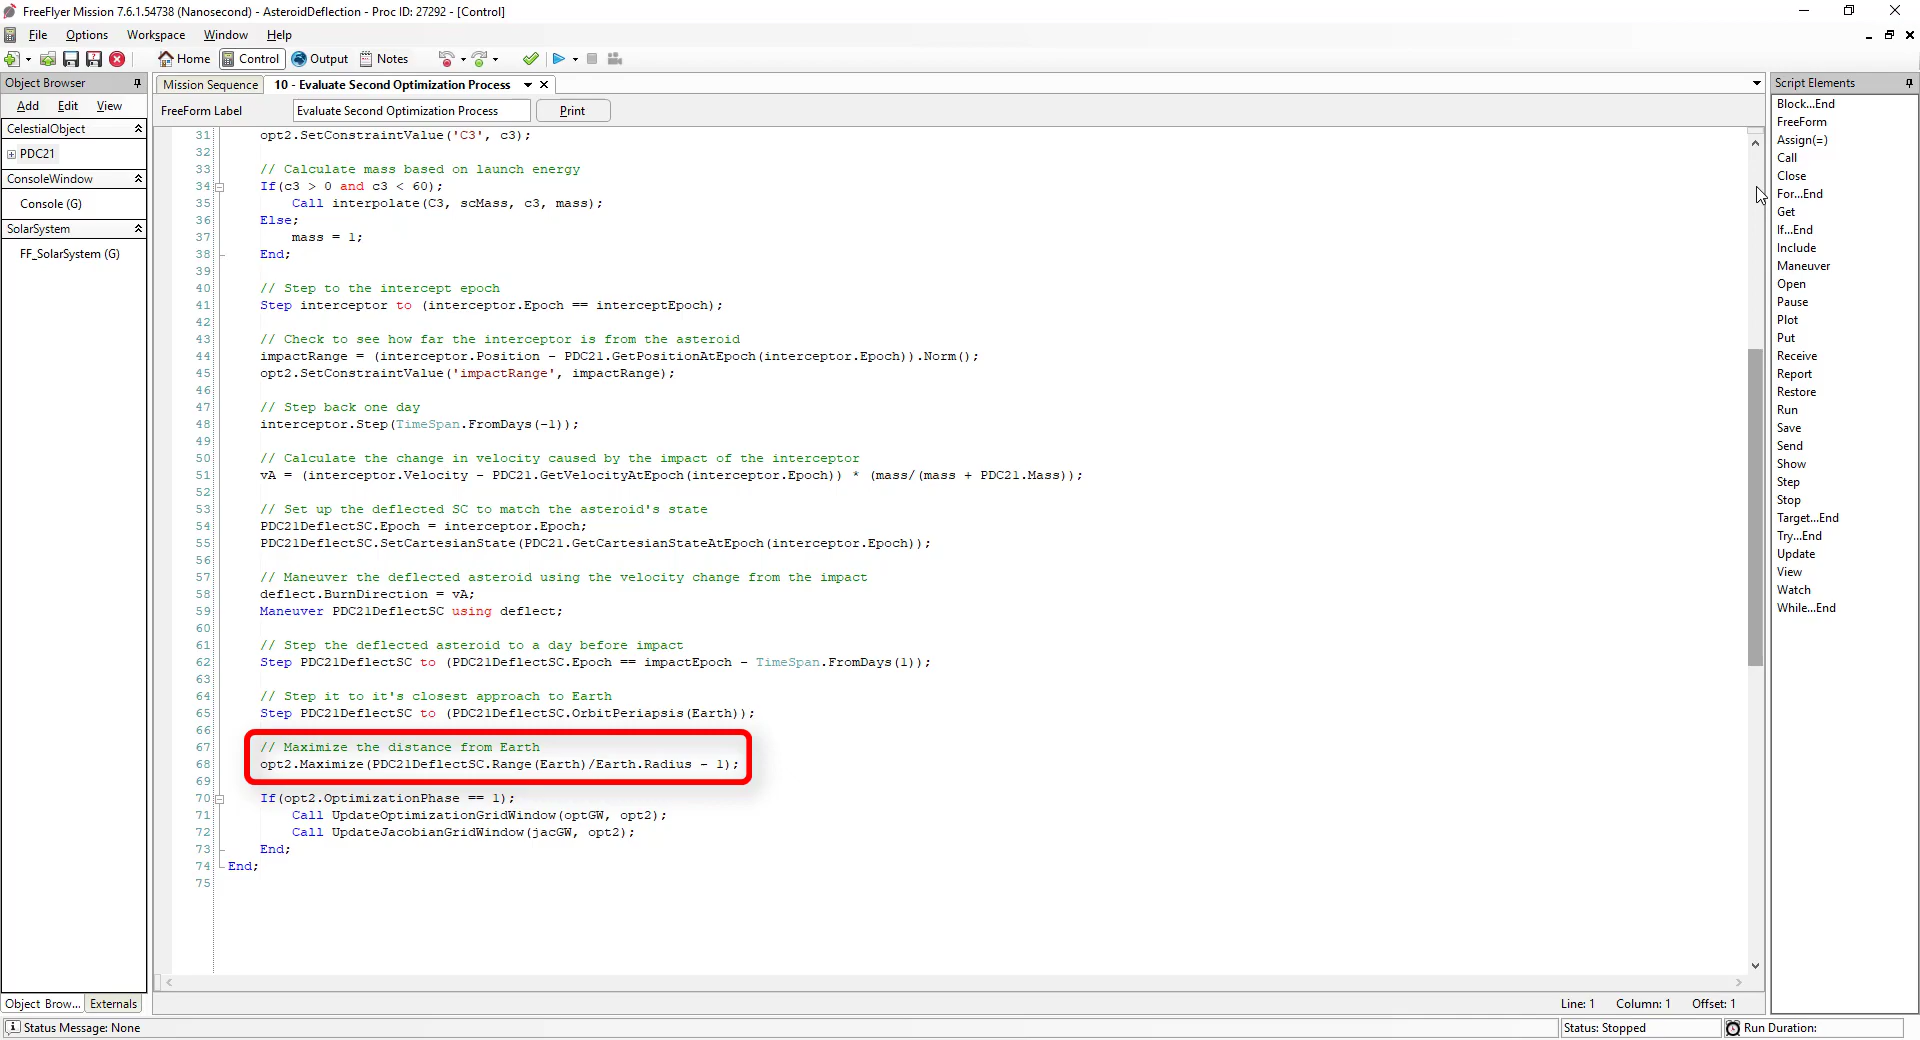 FreeFlyer Mission 7.6.1.54738 (Nanosecond) - AsteroidDeflection - Proc ID: 27292 - [Control]
File Options Workspace Window Help
Home Control Output Notes
Object Browser
Add Edit View
CelestialObject
PDC21
ConsoleWindow
Console (G)
SolarSystem
FF_SolarSystem (G)
Object Brow... Externals
Mission Sequence 10 - Evaluate Second Optimization Process
FreeForm Label Evaluate Second Optimization Process Print
31 opt2.SetConstraintValue('C3', c3);
32
33 // Calculate mass based on launch energy
34 If(c3 > 0 and c3 < 60);
35 Call interpolate(C3, scMass, c3, mass);
36 Else;
37 mass = 1;
38 End;
39
40 // Step to the intercept epoch
41 Step interceptor to (interceptor.Epoch == interceptEpoch);
42
43 // Check to see how far the interceptor is from the asteroid
44 impactRange = (interceptor.Position - PDC21.GetPositionAtEpoch(interceptor.Epoch)).Norm();
45 opt2.SetConstraintValue('impactRange', impactRange);
46
47 // Step back one day
48 interceptor.Step(TimeSpan.FromDays(-1));
49
50 // Calculate the change in velocity caused by the impact of the interceptor
51 vA = (interceptor.Velocity - PDC21.GetVelocityAtEpoch(interceptor.Epoch)) * (mass/(mass + PDC21.Mass));
52
53 // Set up the deflected SC to match the asteroid's state
54 PDC21DeflectSC.Epoch = interceptor.Epoch;
55 PDC21DeflectSC.SetCartesianState(PDC21.GetCartesianStateAtEpoch(interceptor.Epoch));
56
57 // Maneuver the deflected asteroid using the velocity change from the impact
58 deflect.BurnDirection = vA;
59 Maneuver PDC21DeflectSC using deflect;
60
61 // Step the deflected asteroid to a day before impact
62 Step PDC21DeflectSC to (PDC21DeflectSC.Epoch == impactEpoch - TimeSpan.FromDays(1));
63
64 // Step it to it's closest approach to Earth
65 Step PDC21DeflectSC to (PDC21DeflectSC.OrbitPeriapsis(Earth));
66
67 // Maximize the distance from Earth
68 opt2.Maximize(PDC21DeflectSC.Range(Earth)/Earth.Radius - 1);
69
70 If(opt2.OptimizationPhase == 1);
71 Call UpdateOptimizationGridWindow(optGW, opt2);
72 Call UpdateJacobianGridWindow(jacGW, opt2);
73 End;
74 End;
75
Line: 1 Column: 1 Offset: 1
Script Elements
Block...End
FreeForm
Assign(=)
Call
Close
For...End
Get
If...End
Include
Maneuver
Open
Pause
Plot
Put
Receive
Report
Restore
Run
Save
Send
Show
Step
Stop
Target...End
Try...End
Update
View
Watch
While...End
Status Message: None Status: Stopped Run Duration: